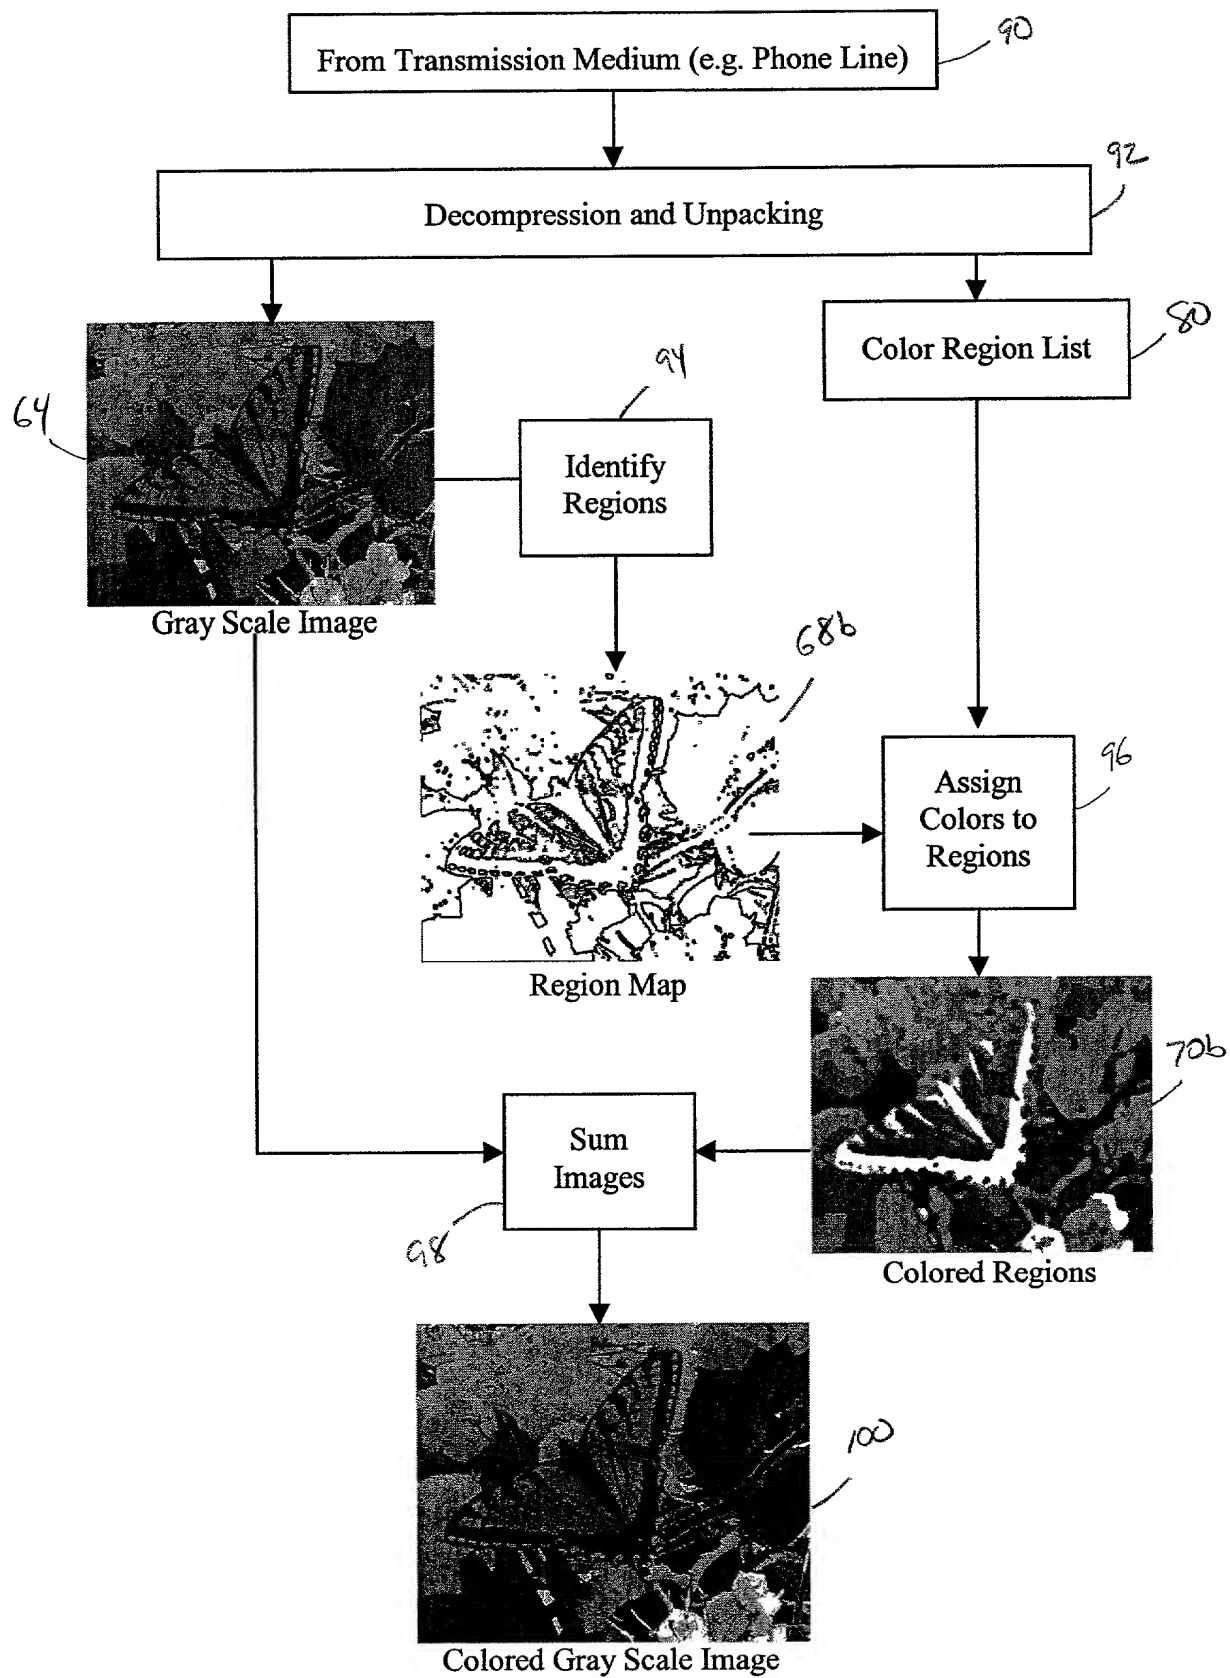 From Transmission Medium (e.g. Phone Line)
90
Decompression and Unpacking
92
Color Region List
80
64
94
Identify
Regions
Gray Scale Image
68b
Assign
Colors to
Regions
96
Region Map
70b
Sum
Images
98
Colored Regions
100
Colored Gray Scale Image